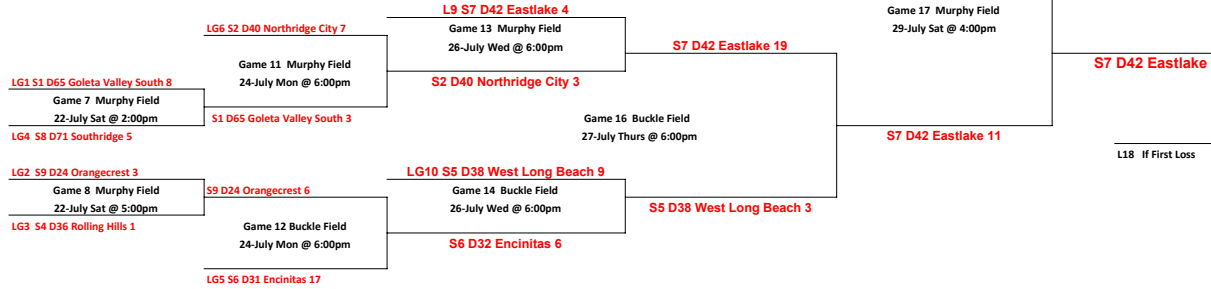 L9 S7 D42 Eastlake 4
Game 17  Murphy Field
29-July Sat @ 4:00pm
LG6 S2 D40 Northridge City 7
Game 13  Murphy Field
26-July Wed @ 6:00pm
S7 D42 Eastlake 19
S7 D42 Eastlake
Game 11  Murphy Field
24-July Mon @ 6:00pm
LG1 S1 D65 Goleta Valley South 8
S2 D40 Northridge City 3
Game 7  Murphy Field
22-July Sat @ 2:00pm
S1 D65 Goleta Valley South 3
Game 16  Buckle Field
27-July Thurs @ 6:00pm
LG4  S8 D71 Southridge 5
S7 D42 Eastlake 11
L18  If First Loss
LG2  S9 D24 Orangecrest 3
LG10 S5 D38 West Long Beach 9
Game 8  Murphy Field
22-July Sat @ 5:00pm
S9 D24 Orangecrest 6
Game 14  Buckle Field
26-July Wed @ 6:00pm
S5 D38 West Long Beach 3
LG3  S4 D36 Rolling Hills 1
Game 12 Buckle Field
24-July Mon @ 6:00pm
S6 D32 Encinitas 6
LG5 S6 D31 Encinitas 17